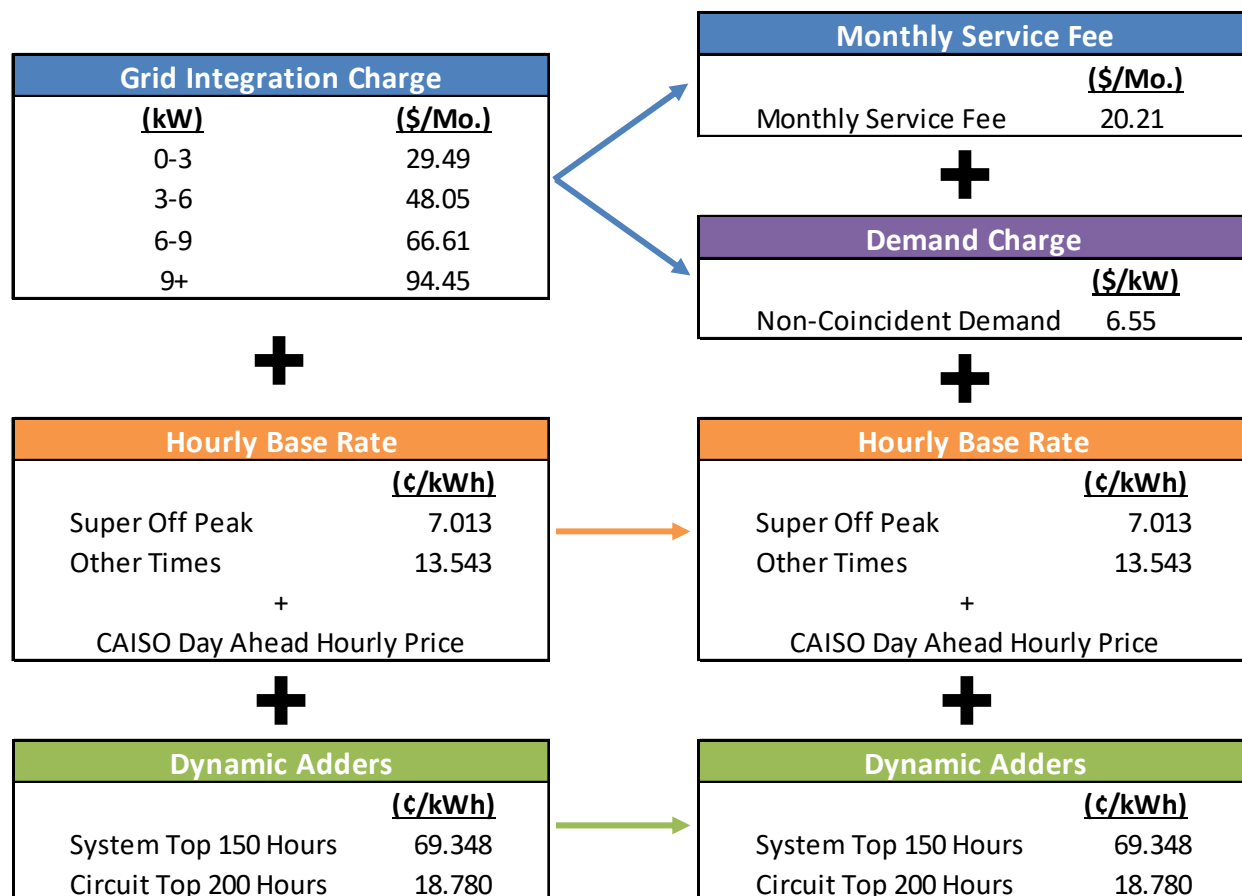 Grid Integration Charge
(kW) ($/Mo.)
0-3 29.49
3-6 48.05
6-9 66.61
9+ 94.45
+
Hourly Base Rate
(¢/kWh)
Super Off Peak 7.013
Other Times 13.543
+
CAISO Day Ahead Hourly Price
+
Dynamic Adders
(¢/kWh)
System Top 150 Hours 69.348
Circuit Top 200 Hours 18.780
Monthly Service Fee
($/Mo.)
Monthly Service Fee 20.21
+
Demand Charge
($/kW)
Non-Coincident Demand 6.55
+
Hourly Base Rate
(¢/kWh)
Super Off Peak 7.013
Other Times 13.543
+
CAISO Day Ahead Hourly Price
+
Dynamic Adders
(¢/kWh)
System Top 150 Hours 69.348
Circuit Top 200 Hours 18.780